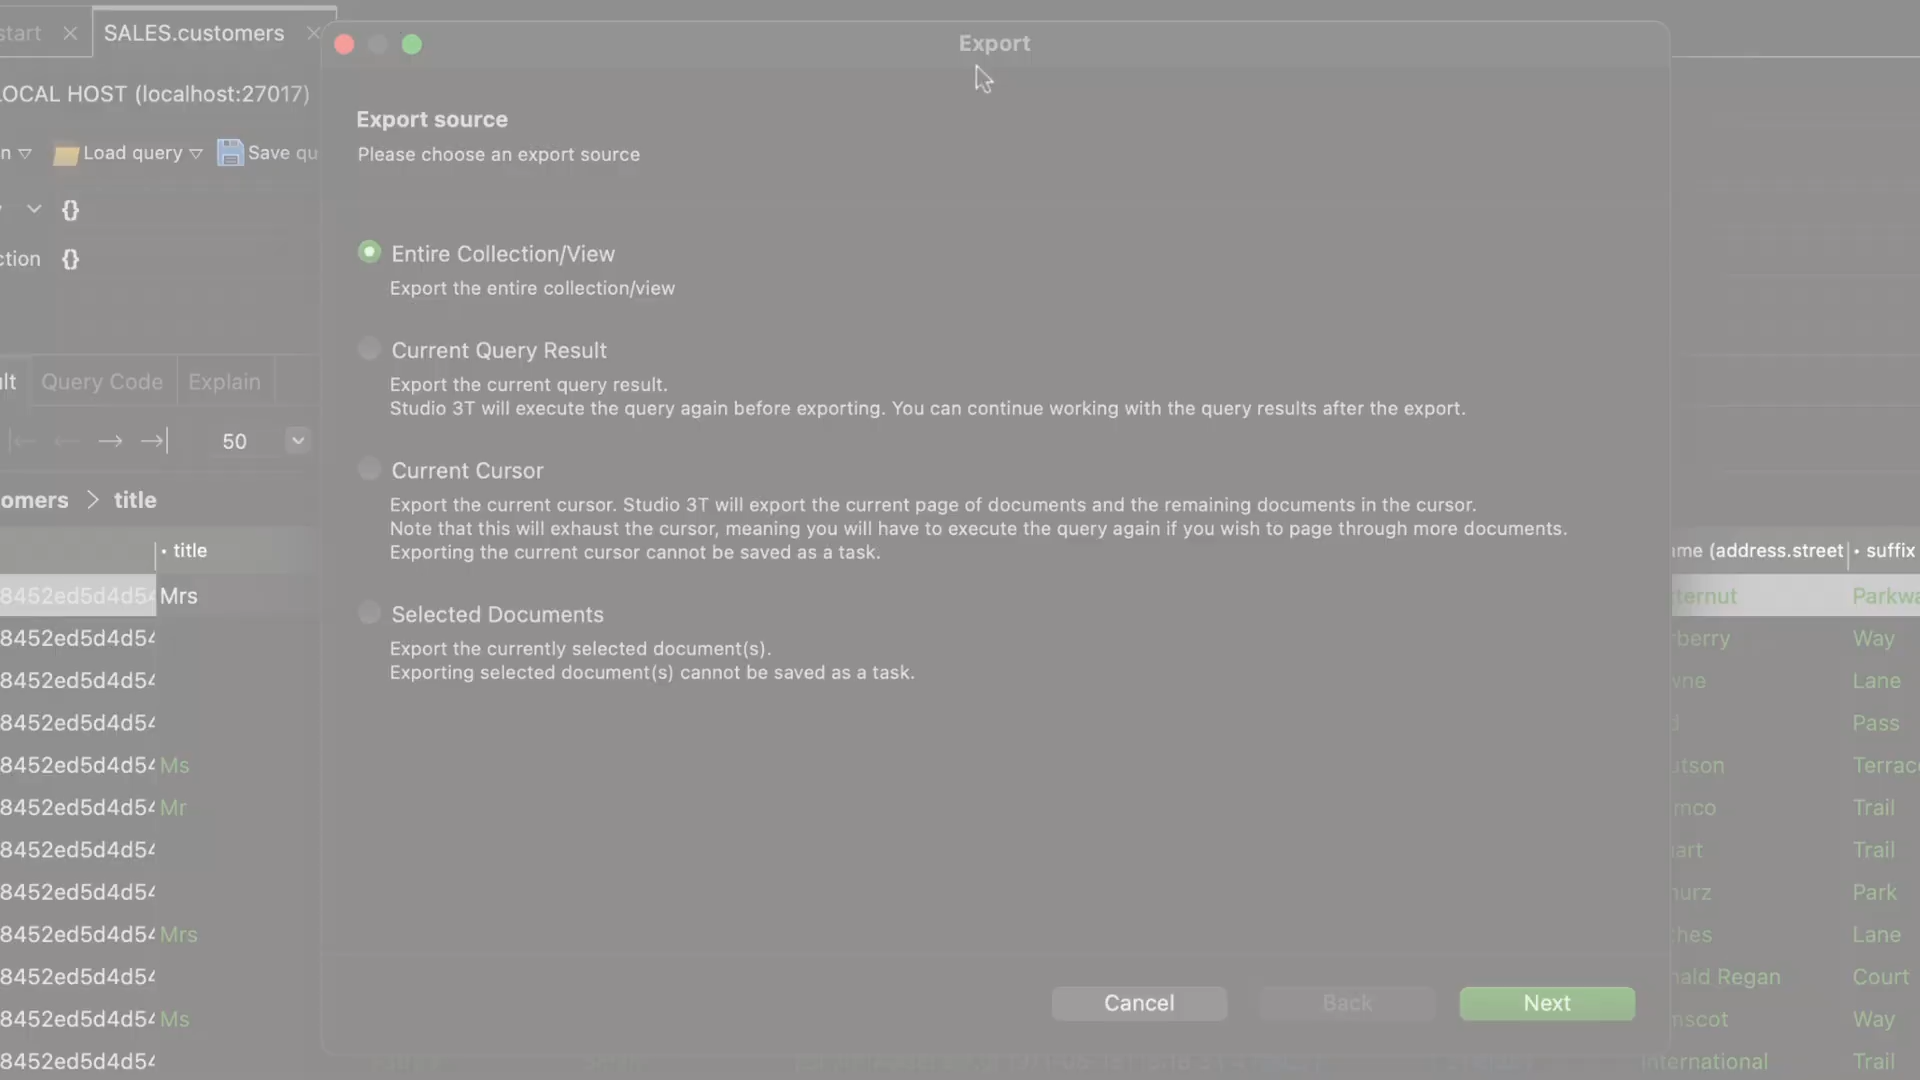 start
SALES.customers
Export
LOCAL HOST (localhost:27017)
Export source
Load query
Save qu
Please choose an export source
{}
ction {}
Entire Collection/View
Export the entire collection/view
Current Query Result
Query Code
Explain
Export the current query result.
Studio 3T will execute the query again before exporting. You can continue working with the query results after the export.
50
Current Cursor
omers > title
Export the current cursor. Studio 3T will export the current page of documents and the remaining documents in the cursor.
Note that this will exhaust the cursor, meaning you will have to execute the query again if you wish to page through more documents.
Exporting the current cursor cannot be saved as a task.
title
ame (address.street
suffix
8452ed5d4d54 Mrs
ternut Parkwa
Selected Documents
Export the currently selected document(s).
Exporting selected document(s) cannot be saved as a task.
8452ed5d4d54
berry Way
8452ed5d4d54
wne Lane
8452ed5d4d54
d Pass
8452ed5d4d54 Ms
utson Terrace
8452ed5d4d54 Mr
mco Trail
8452ed5d4d54
art Trail
8452ed5d4d54
urz Park
8452ed5d4d54 Mrs
hes Lane
8452ed5d4d54
nald Regan Court
Cancel
Back
Next
8452ed5d4d54 Ms
mscot Way
8452ed5d4d54
International Trail